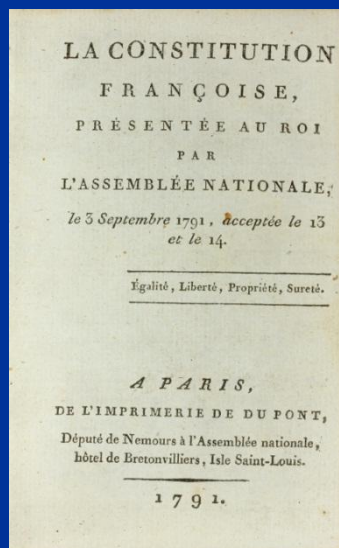 LA CONSTITUTION
FRANÇOISE,
PRÉSENTÉE AU ROI
PAR
L'ASSEMBLÉE NATIONALE,
le 3 Septembre 1791, acceptée le 13
et le 14.
Égalité, Liberté, Propriété, Sureté.
A PARIS,
DE L'IMPRIMERIE DE DU PONT,
Député de Nemours à l'Assemblée nationale,
hôtel de Bretonvilliers, Isle Saint-Louis.
1791.